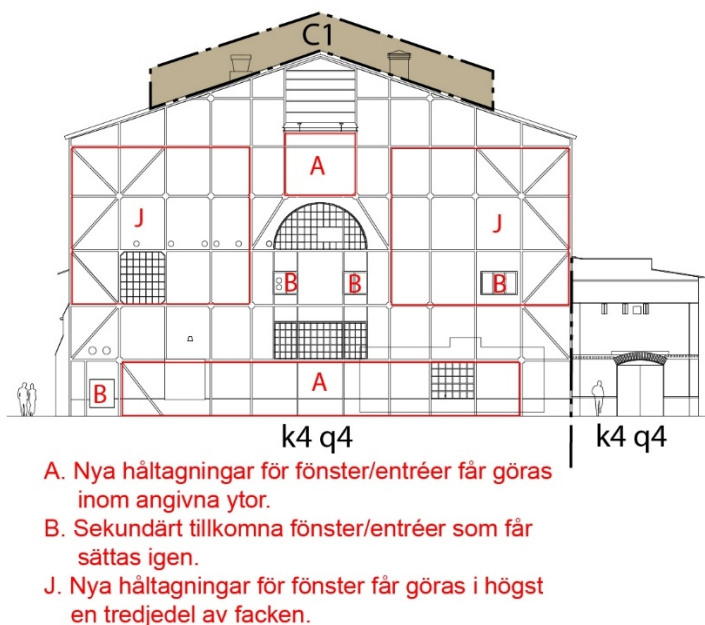 C1
A
J
J
B
B
B
A
B
k4 q4
k4 q4
A. Nya håltagningar för fönster/entréer får göras
inom angivna ytor.
B. Sekundärt tillkomna fönster/entréer som får
sättas igen.
J. Nya håltagningar för fönster får göras i högst
en tredjedel av facken.